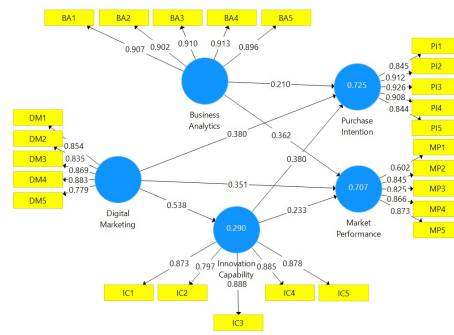 BA1
BA2
BA3
BA4
BA5
0.907
0.902
0.910
0.913
0.896
PI1
PI2
PI3
PI4
PI5
0.845
0.912
0.926
0.908
0.844
0.725
Purchase
Intention
Business
Analytics
0.210
0.380
0.362
DM1
DM2
DM3
DM4
DM5
0.854
0.835
0.869
0.883
0.779
Digital
Marketing
0.380
0.351
0.538
0.233
MP1
MP2
MP3
MP4
MP5
0.602
0.845
0.825
0.866
0.873
0.707
Market
Performance
0.290
Innovation
Capability
0.873
0.797
0.888
0.885
0.878
IC1
IC2
IC3
IC4
IC5